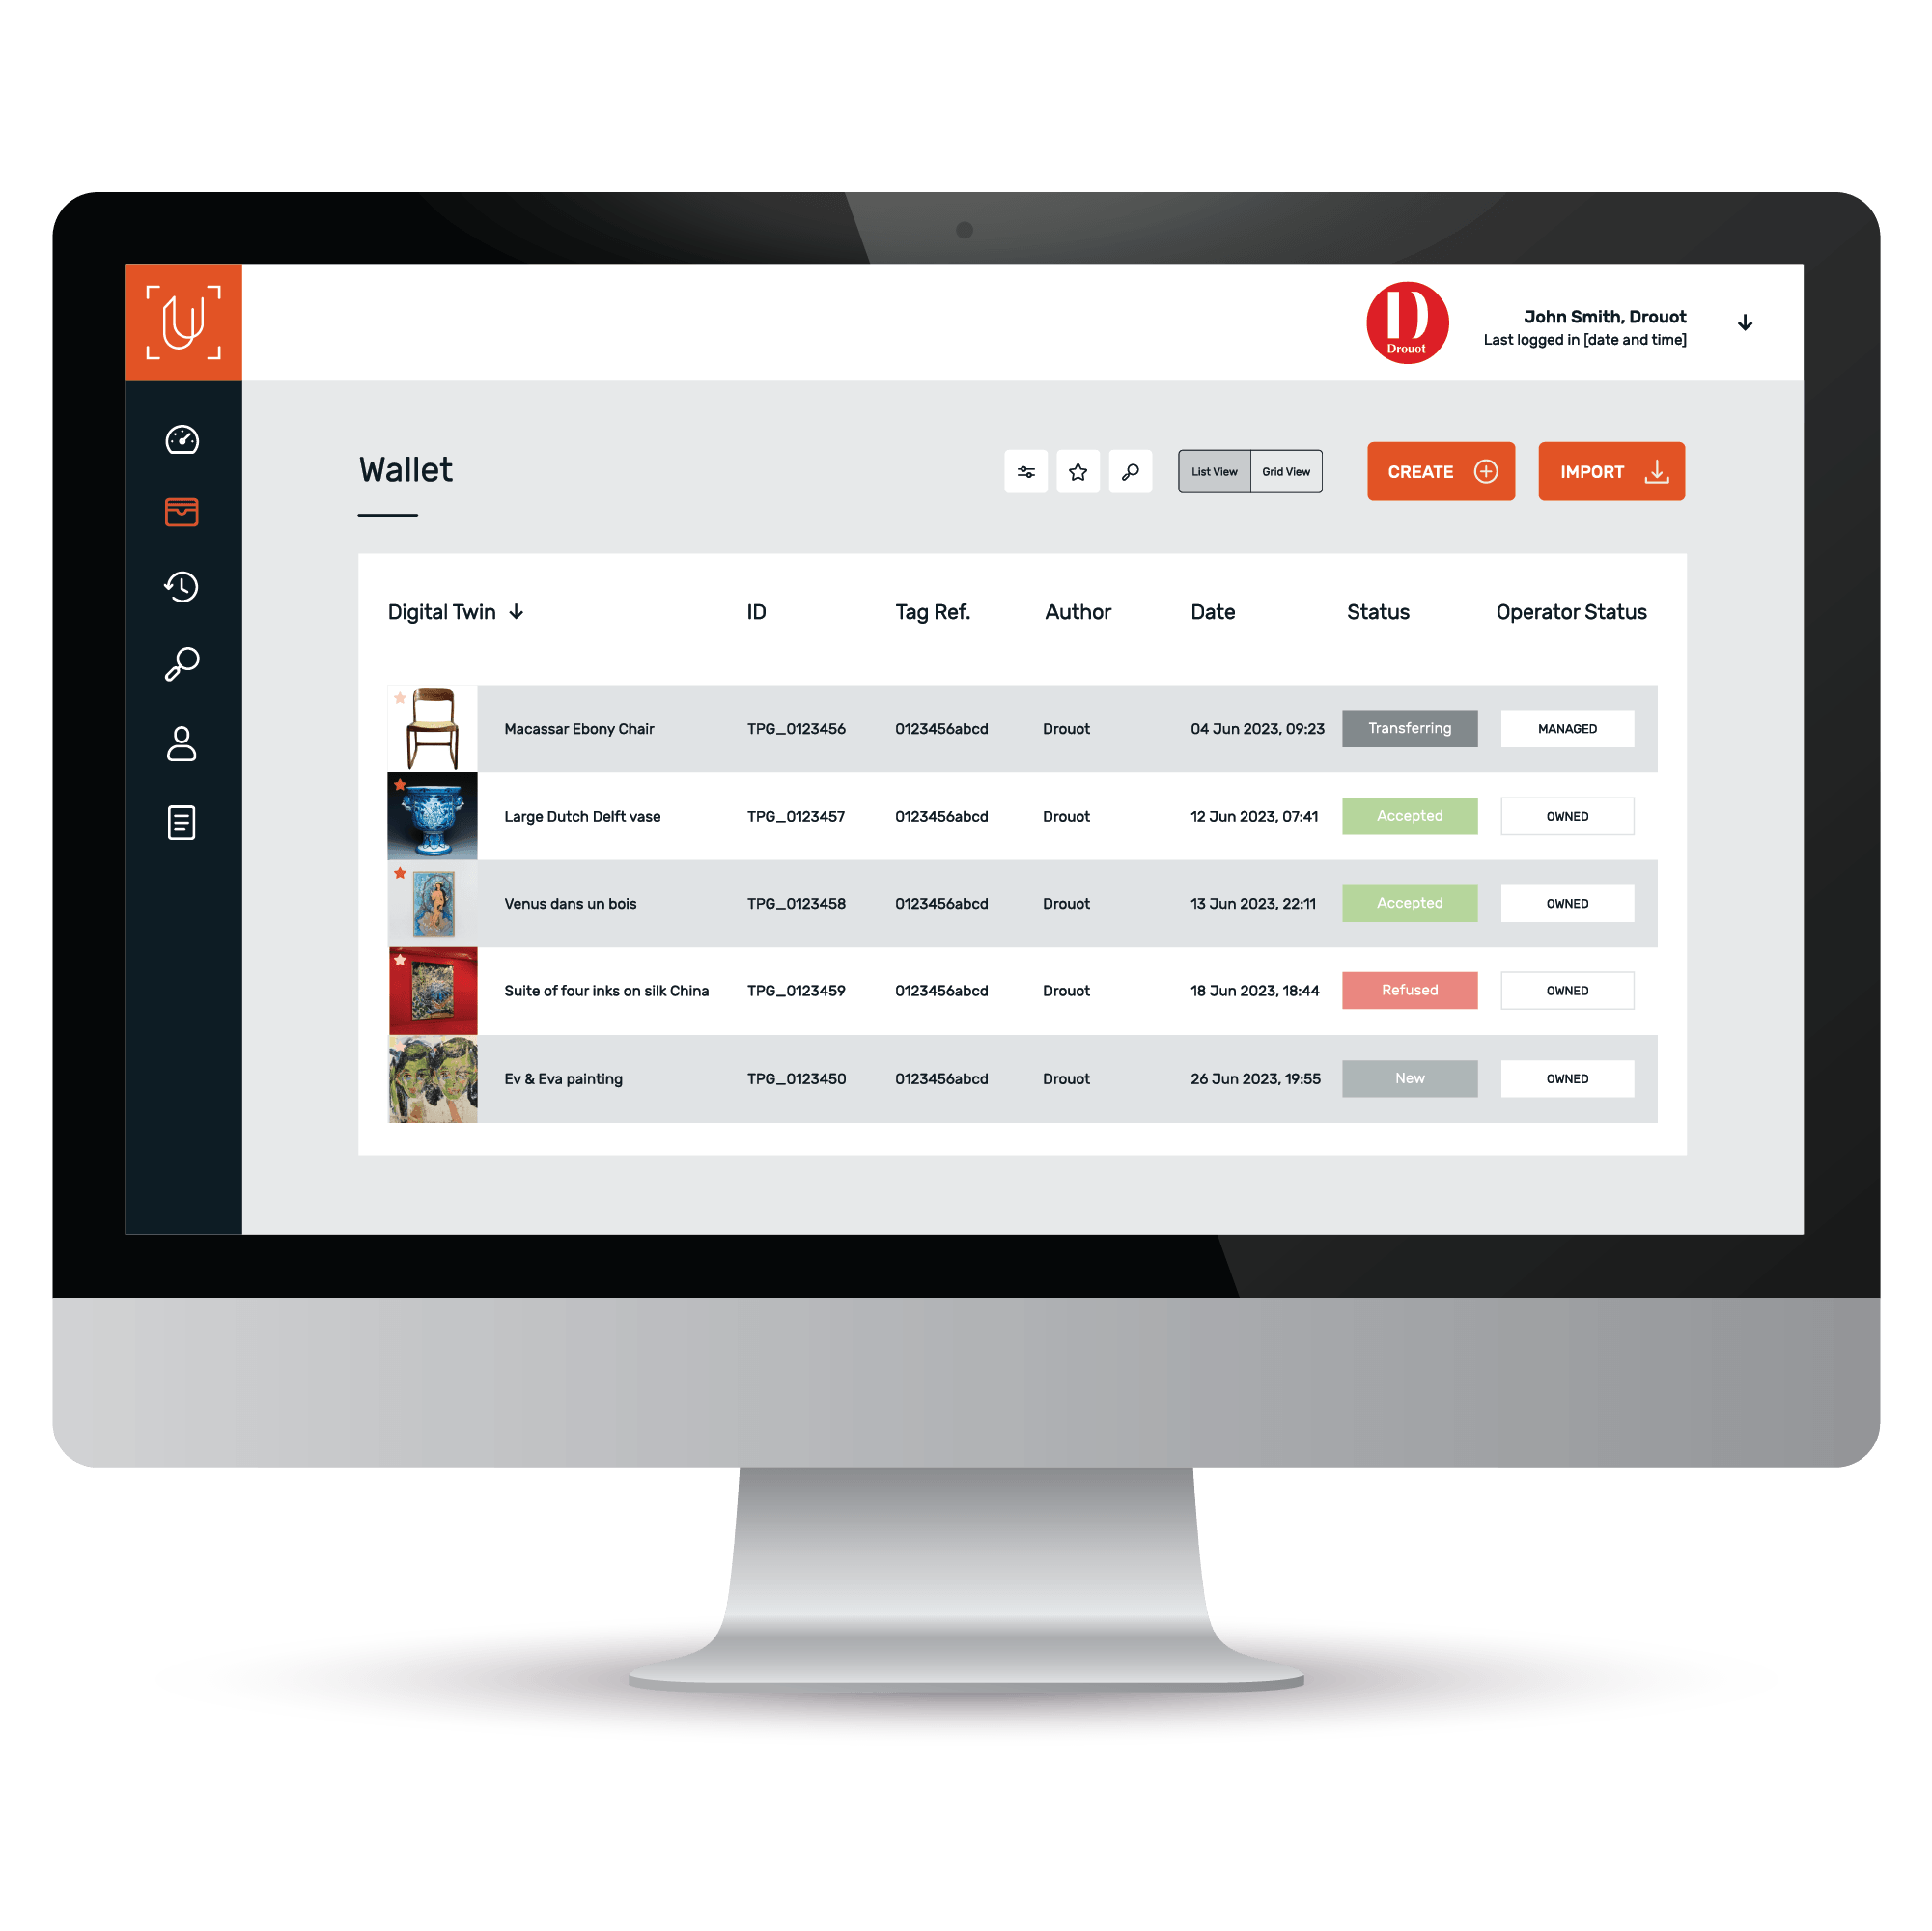 Drouot
John Smith, Drouot
Last logged in [date and time]
Wallet
List View Grid View
CREATE IMPORT
Digital Twin ID Tag Ref. Author Date Status Operator Status
Macassar Ebony Chair TPG_0123456 0123456abcd Drouot 04 Jun 2023, 09:23 Transferring MANAGED
Large Dutch Delft vase TPG_0123457 0123456abcd Drouot 12 Jun 2023, 07:41 Accepted OWNED
Venus dans un bois TPG_0123458 0123456abcd Drouot 13 Jun 2023, 22:11 Accepted OWNED
Suite of four inks on silk China TPG_0123459 0123456abcd Drouot 18 Jun 2023, 18:44 Refused OWNED
Ev & Eva painting TPG_0123450 0123456abcd Drouot 26 Jun 2023, 19:55 New OWNED